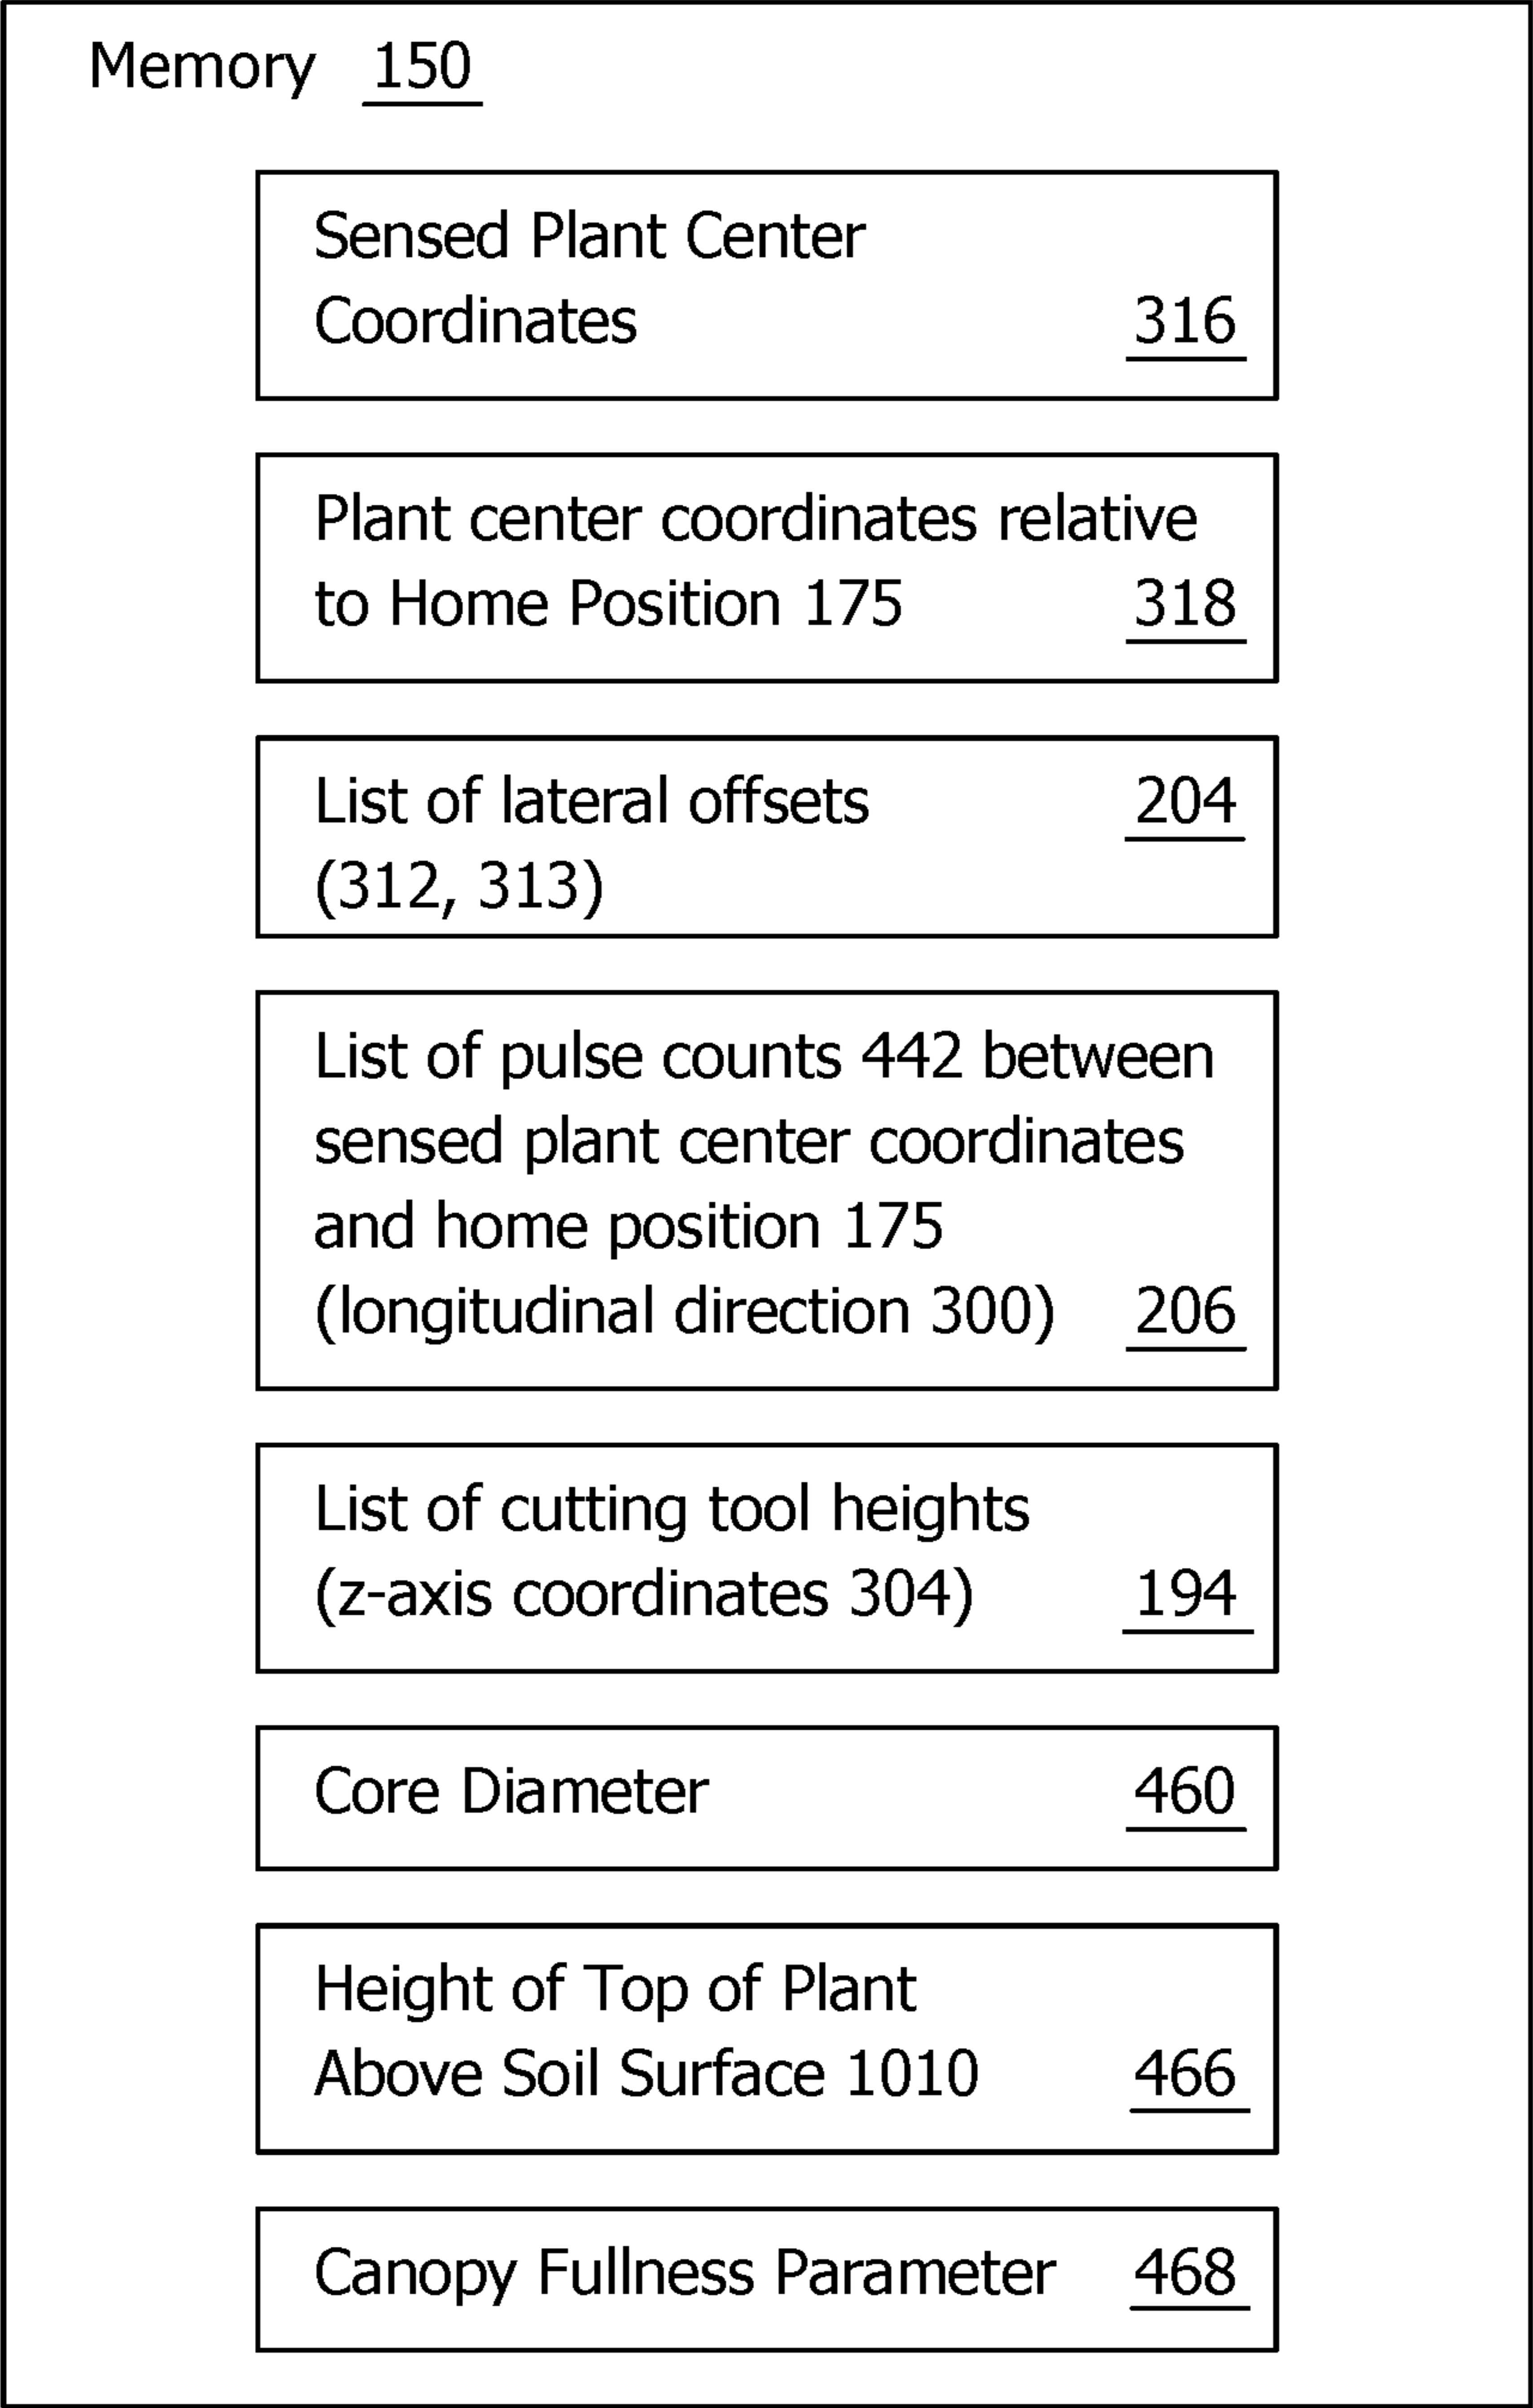 Memory 150
Sensed Plant Center
Coordinates 316
Plant center coordinates relative
to Home Position 175 318
List of lateral offsets 204
(312, 313)
List of pulse counts 442 between
sensed plant center coordinates
and home position 175
(longitudinal direction 300) 206
List of cutting tool heights
(z-axis coordinates 304) 194
Core Diameter 460
Height of Top of Plant
Above Soil Surface 1010 466
Canopy Fullness Parameter 468